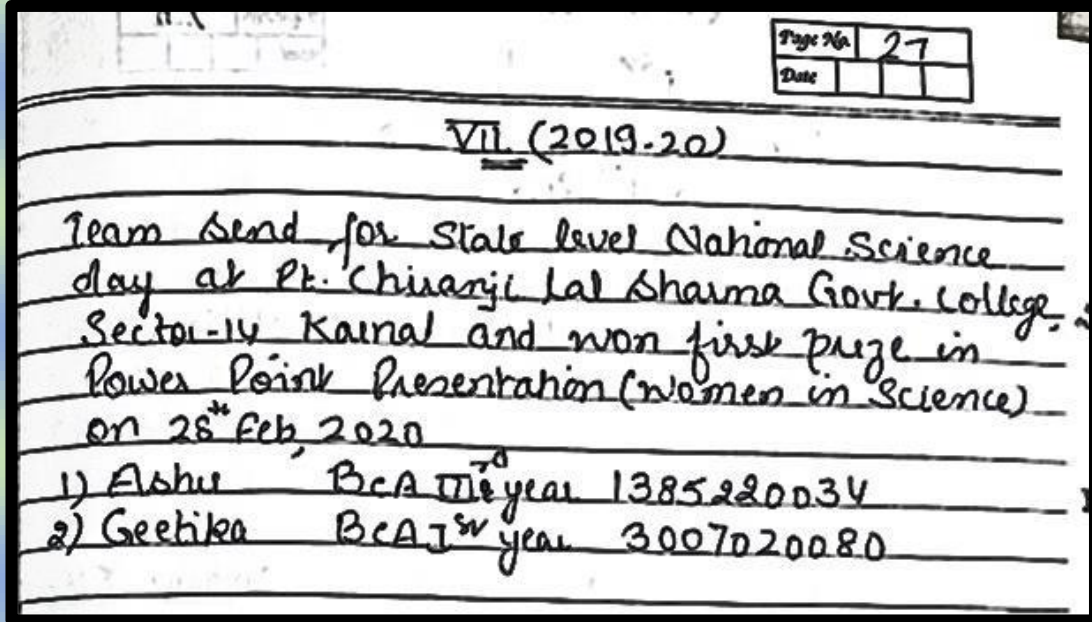 Page No. 27
Date
VII. (2019-20)
Team send for State level National Science
day at Pt. Chiranji Lal Sharma Govt. College,
Sector-14 Karnal and won first prize in
Power Point Presentation (Women in Science)
on 28th Feb, 2020
1) Ashu BCA IIIrd year 1385220034
2) Geetika BCA Ist year 3007020080